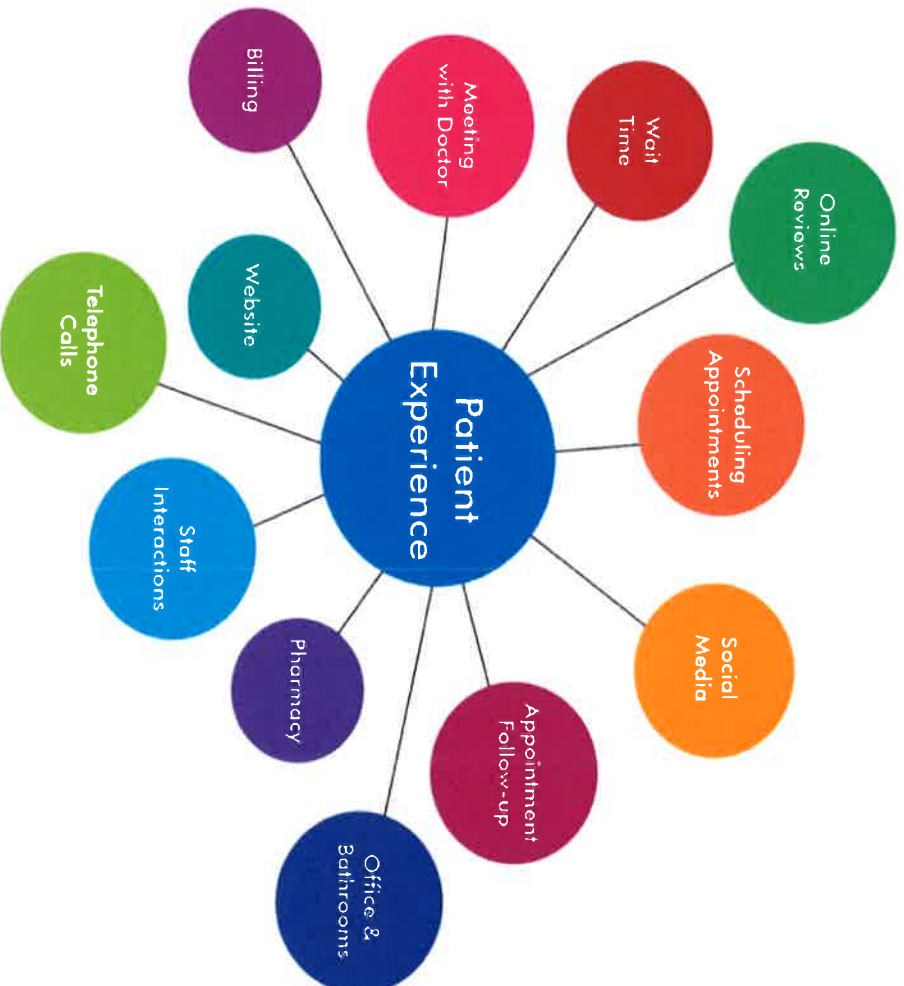 Online
Reviews
Scheduling
Appointments
Social
Media
Wait
Time
Appointment
Follow-up
Meeting
with Doctor
Patient
Experience
Office &
Bathrooms
Pharmacy
Billing
Website
Staff
Interactions
Telephone
Calls